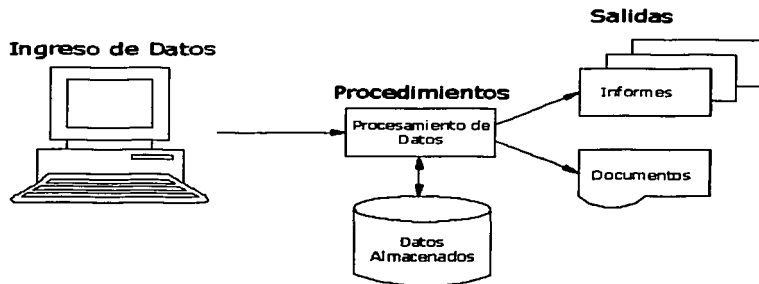 Salidas
Ingreso de Datos
Procedimientos
Informes
Procesamiento de
Datos
Documentos
Datos
Almacenados